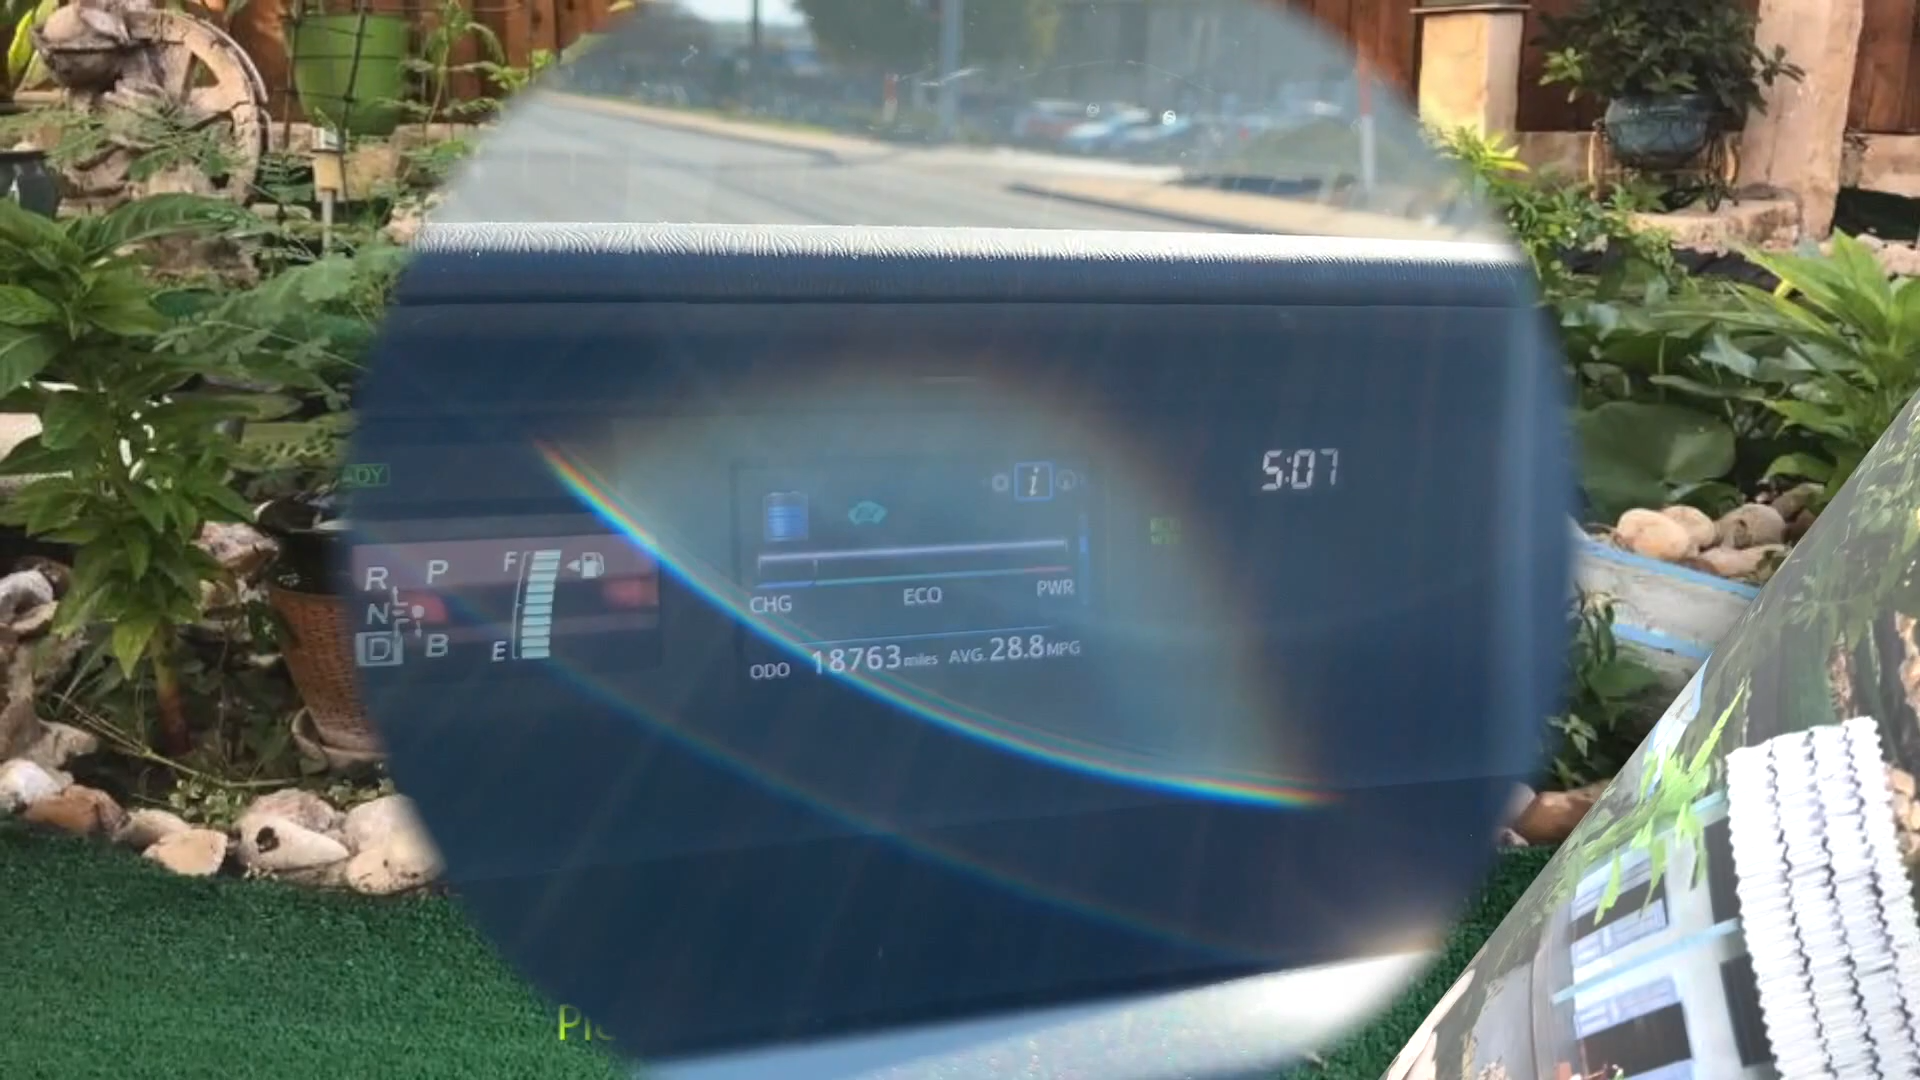 5:07
i
R P
N
D B
F
E
CHG ECO PWR
ODO 18763 miles AVG. 28.8 MPG